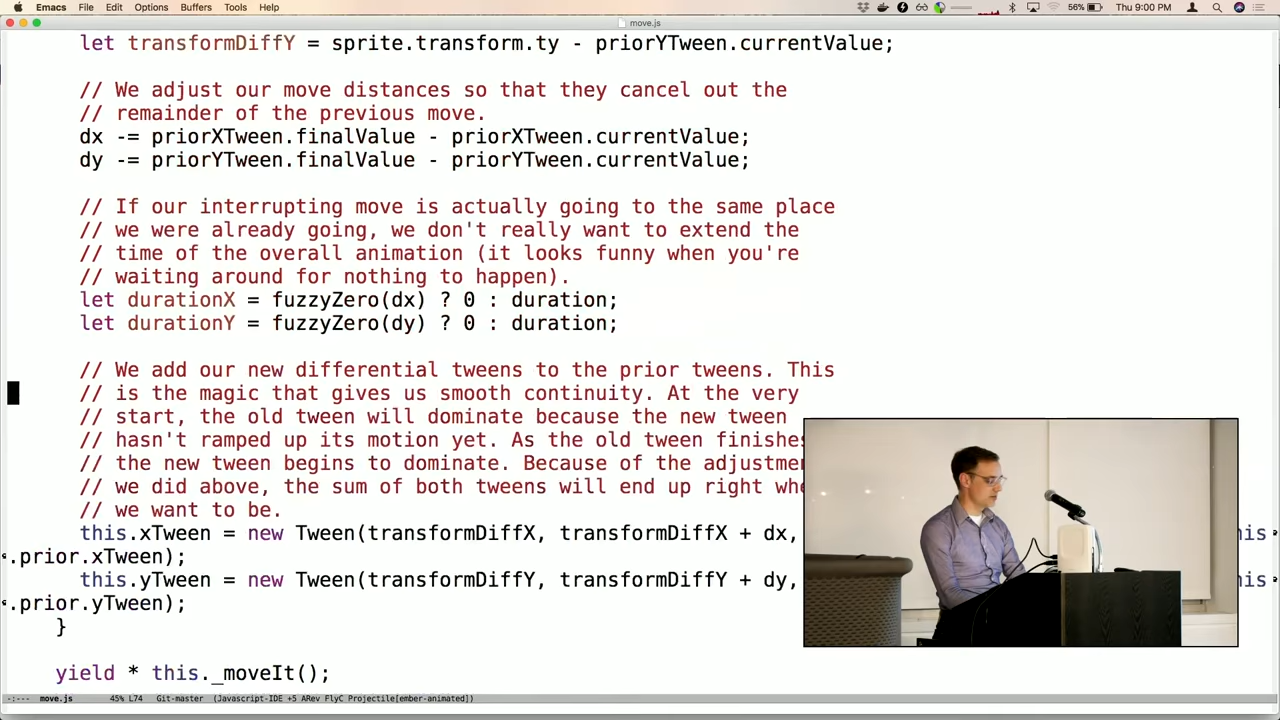 Emacs File Edit Options Buffers Tools Help 56% Thu 9:00 PM
move.js
let transformDiffY = sprite.transform.ty - priorYTween.currentValue;
// We adjust our move distances so that they cancel out the
// remainder of the previous move.
dx -= priorXTween.finalValue - priorXTween.currentValue;
dy -= priorYTween.finalValue - priorYTween.currentValue;
// If our interrupting move is actually going to the same place
// we were already going, we don't really want to extend the
// time of the overall animation (it looks funny when you're
// waiting around for nothing to happen).
let durationX = fuzzyZero(dx) ? 0 : duration;
let durationY = fuzzyZero(dy) ? 0 : duration;
// We add our new differential tweens to the prior tweens. This
// is the magic that gives us smooth continuity. At the very
// start, the old tween will dominate because the new tween
// hasn't ramped up its motion yet. As the old tween finishes
// the new tween begins to dominate. Because of the adjustme
// we did above, the sum of both tweens will end up right whe
// we want to be.
this.xTween = new Tween(transformDiffX, transformDiffX + dx, his
.prior.xTween);
this.yTween = new Tween(transformDiffY, transformDiffY + dy, his
.prior.yTween);
}
yield * this._moveIt();
-:--- move.js 45% L74 Git-master (Javascript-IDE +5 ARev FlyC Projectile[ember-animated])